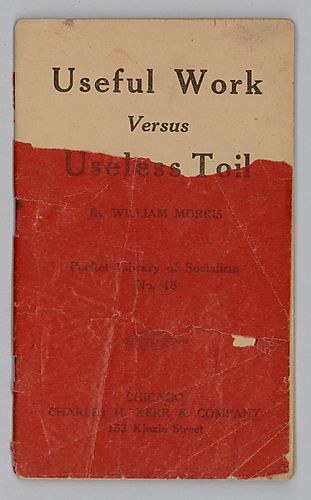 Useful Work
Versus
Useless Toil
By WILLIAM MORRIS
Pocket Library of Socialism
No. 48
CHICAGO
CHARLES H. KERR & COMPANY
153 Kinzie Street